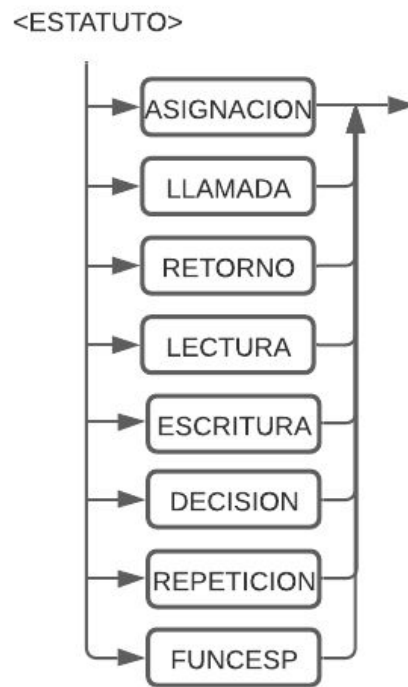 <ESTATUTO>
ASIGNACION
LLAMADA
RETORNO
LECTURA
ESCRITURA
DECISION
REPETICION
FUNCESP